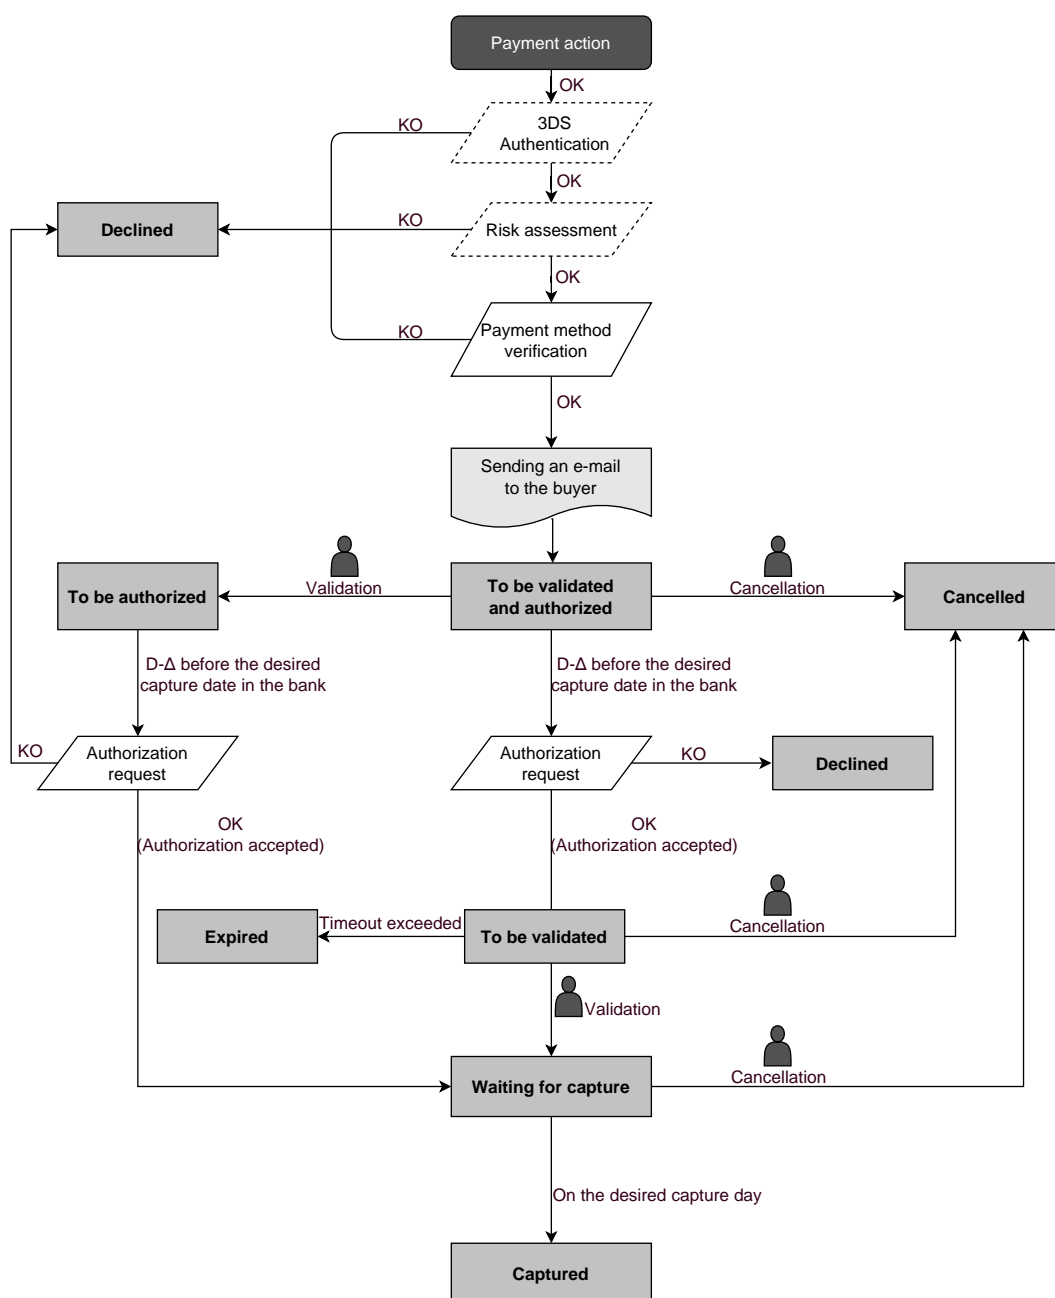 Payment action
OK
KO
3DS
Authentication
OK
Declined
KO
Risk assessment
OK
KO
Payment method
verification
OK
Sending an e-mail
to the buyer
To be authorized
Validation
To be validated
and authorized
Cancellation
Cancelled
D-Δ before the desired
capture date in the bank
D-Δ before the desired
capture date in the bank
KO
Authorization
request
Authorization
request
KO
Declined
OK
(Authorization accepted)
OK
(Authorization accepted)
Expired
Timeout exceeded
To be validated
Cancellation
Validation
Waiting for capture
Cancellation
On the desired capture day
Captured